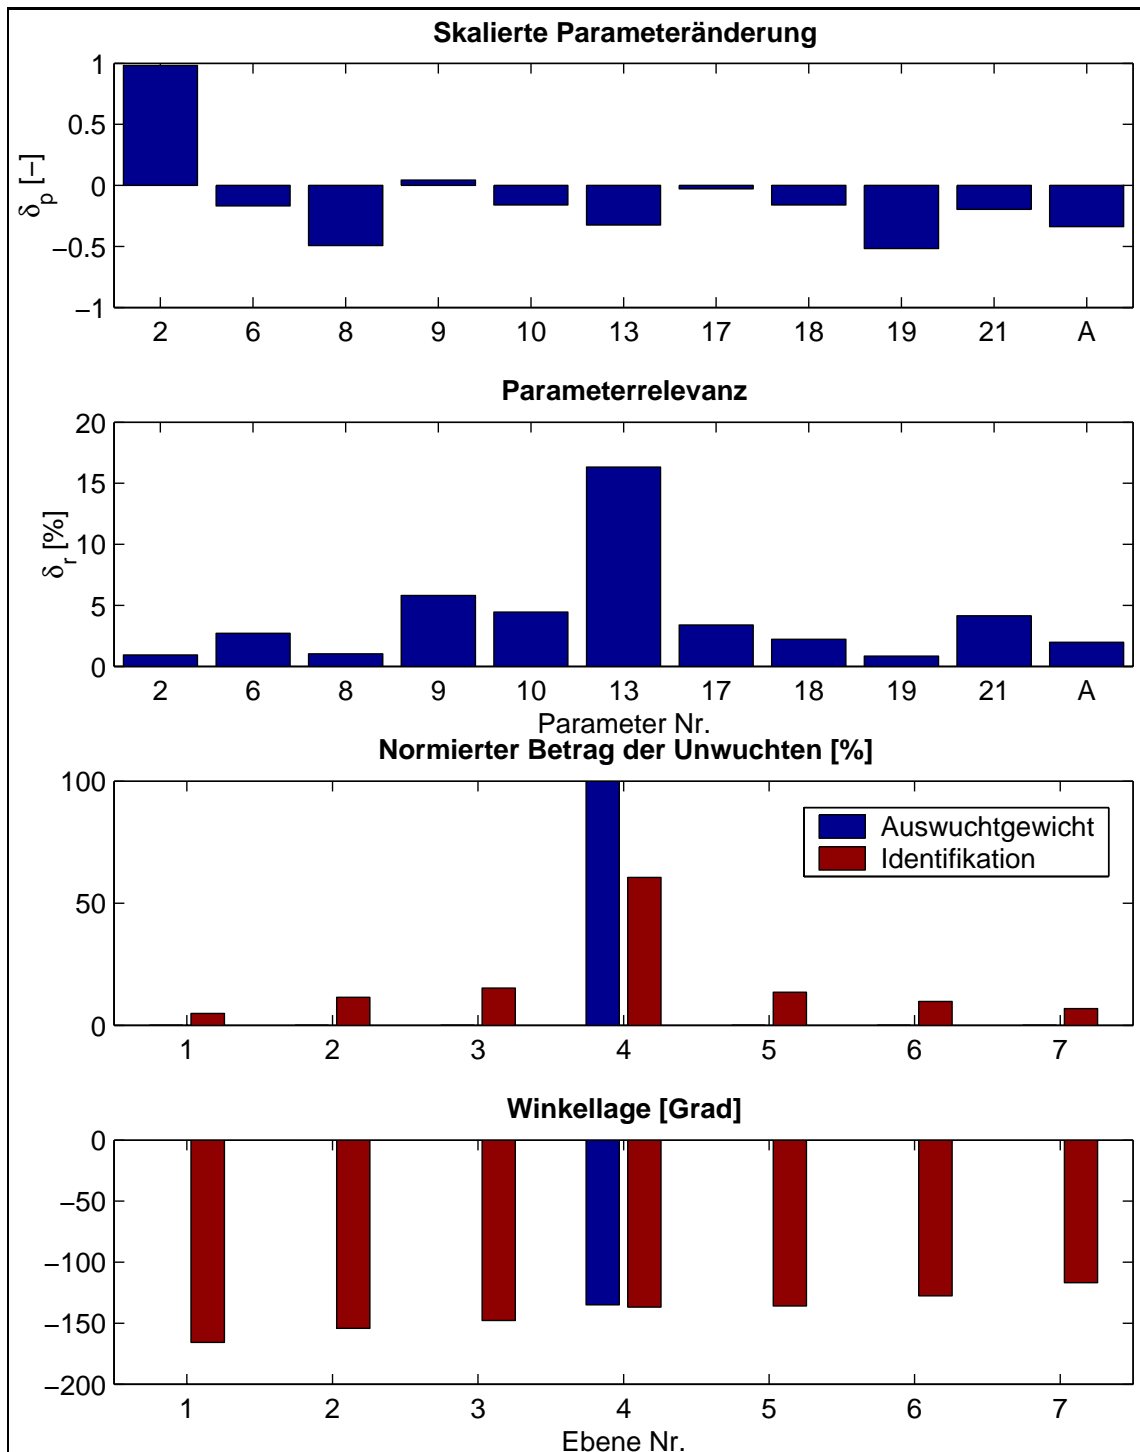 Skalierte Parameteränderung
δp [−]
1
0.5
0
−0.5
−1
2 6 8 9 10 13 17 18 19 21 A
Parameterrelevanz
δr [%]
20
15
10
5
0
2 6 8 9 10 13 17 18 19 21 A
Parameter Nr.
Normierter Betrag der Unwuchten [%]
100
50
0
Auswuchtgewicht
Identifikation
1 2 3 4 5 6 7
Winkellage [Grad]
0
−50
−100
−150
−200
1 2 3 4 5 6 7
Ebene Nr.